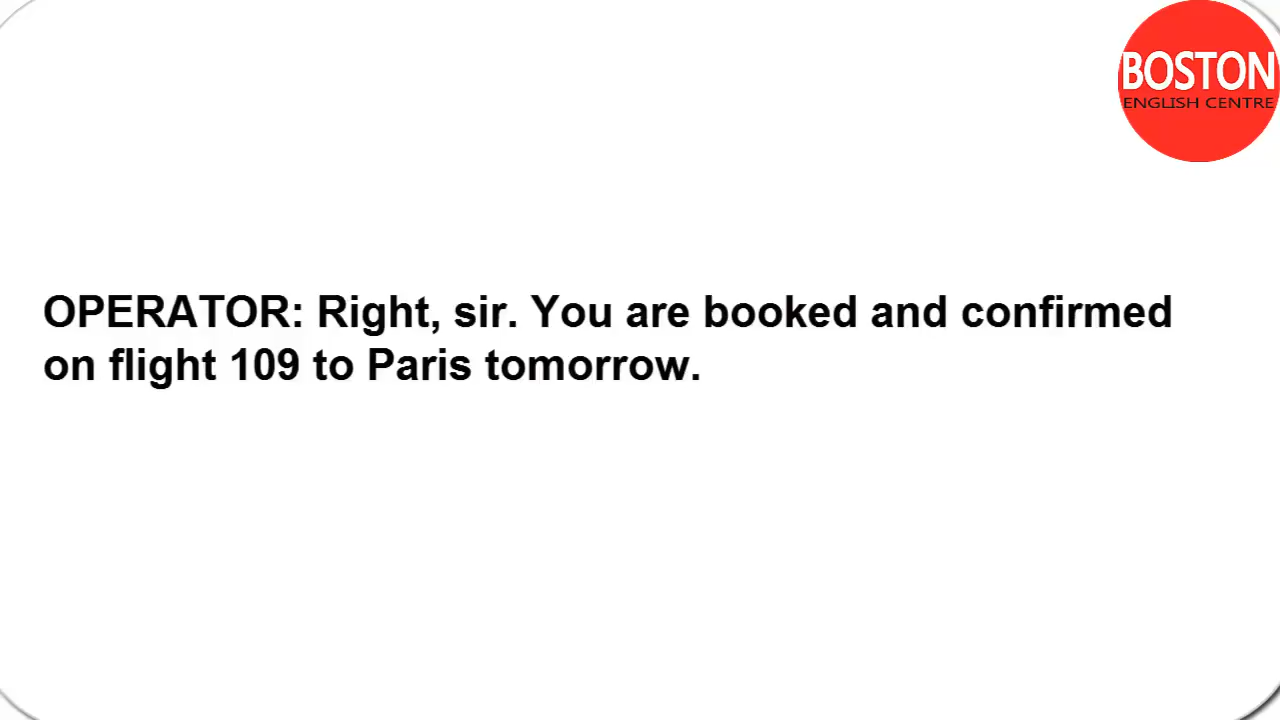 BOSTON
ENGLISH CENTRE
OPERATOR: Right, sir. You are booked and confirmed
on flight 109 to Paris tomorrow.